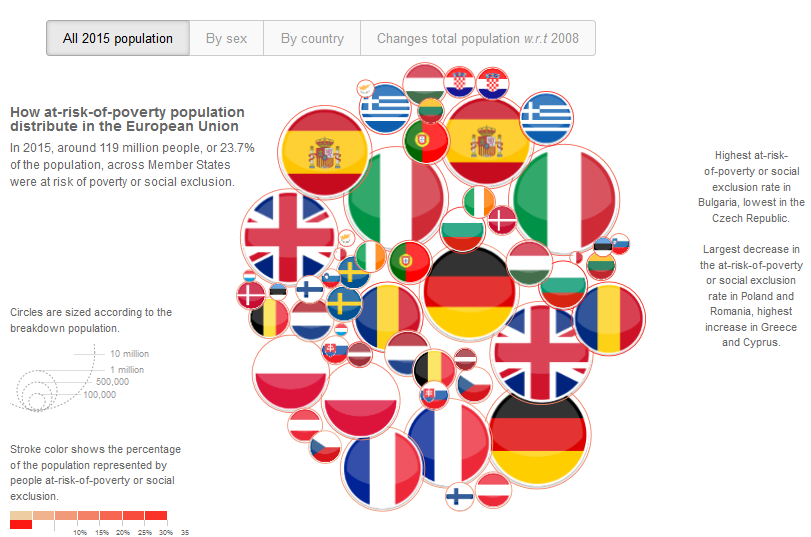 All 2015 population
By sex
By country
Changes total population w.r.t 2008
How at-risk-of-poverty population
distribute in the European Union
In 2015, around 119 million people, or 23.7%
of the population, across Member States
were at risk of poverty or social exclusion.
Highest at-risk-
of-poverty or social
exclusion rate in
Bulgaria, lowest in the
Czech Republic.
Largest decrease in
the at-risk-of-poverty
or social exclusion
rate in Poland and
Romania, highest
increase in Greece
and Cyprus.
Circles are sized according to the
breakdown population.
10 million
1 million
500,000
100,000
Stroke color shows the percentage
of the population represented by
people at-risk-of-poverty or social
exclusion.
10% 15% 20% 25% 30% 35